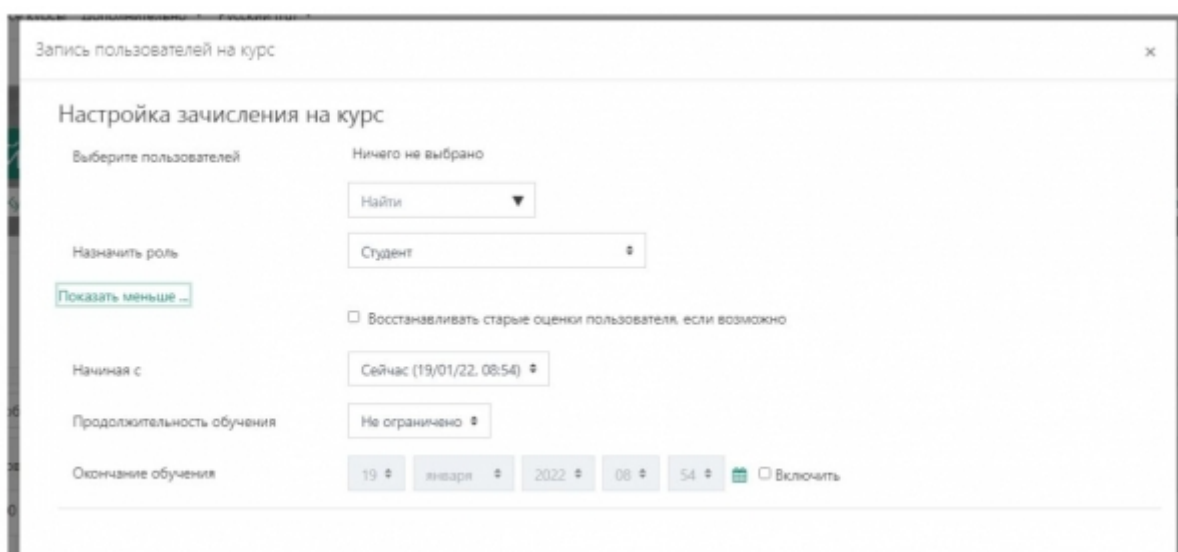 Запись пользователей на курс ×
Настройка зачисления на курс
Выберите пользователей Ничего не выбрано
Найти
Назначить роль Студент
Показать меньше ...
Восстанавливать старые оценки пользователя, если возможно
Начиная с Сейчас (19/01/22, 08:54)
Продолжительность обучения Не ограничено
Окончание обучения 19 января 2022 08 54 Включить